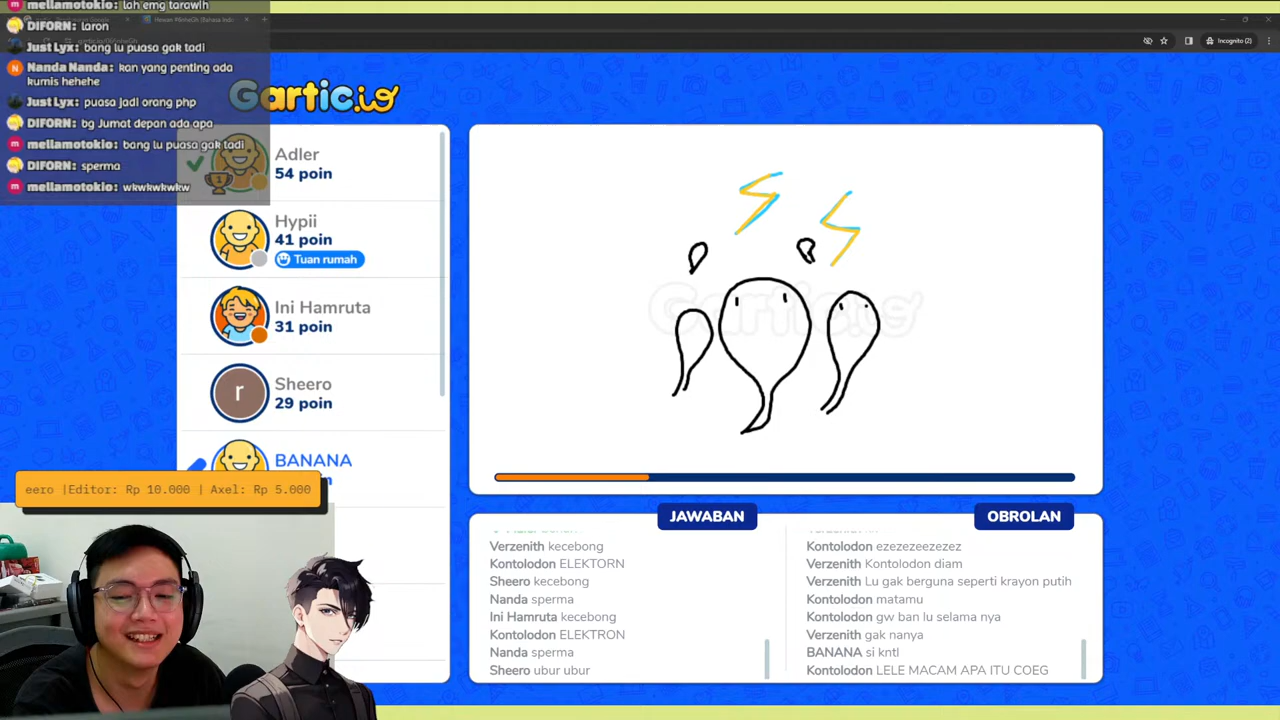 mellamotokio: lah emg tarawih
DIFORN: laron
Just Lyx: bang lu puasa gak tadi
Nanda Nanda: kan yang penting ada
kumis hehehe
Just Lyx: puasa jadi orang php
DIFORN: bg Jumat depan ada apa
mellamotokio: bang lu puasa gak tadi
DIFORN: sperma
mellamotokio: wkwkwkwkw
Incognito (2)
Gartic.io
Adler
54 poin
Hypii
41 poin
Tuan rumah
Ini Hamruta
31 poin
r
Sheero
29 poin
BANANA
eero |Editor: Rp 10.000 | Axel: Rp 5.000
Gartic.io
JAWABAN
Verzenith kecebong
Kontolodon ELEKTORN
Sheero kecebong
Nanda sperma
Ini Hamruta kecebong
Kontolodon ELEKTRON
Nanda sperma
Sheero ubur ubur
OBROLAN
Kontolodon ezezezeezezez
Verzenith Kontolodon diam
Verzenith Lu gak berguna seperti krayon putih
Kontolodon matamu
Kontolodon gw ban lu selama nya
Verzenith gak nanya
BANANA si kntl
Kontolodon LELE MACAM APA ITU COEG